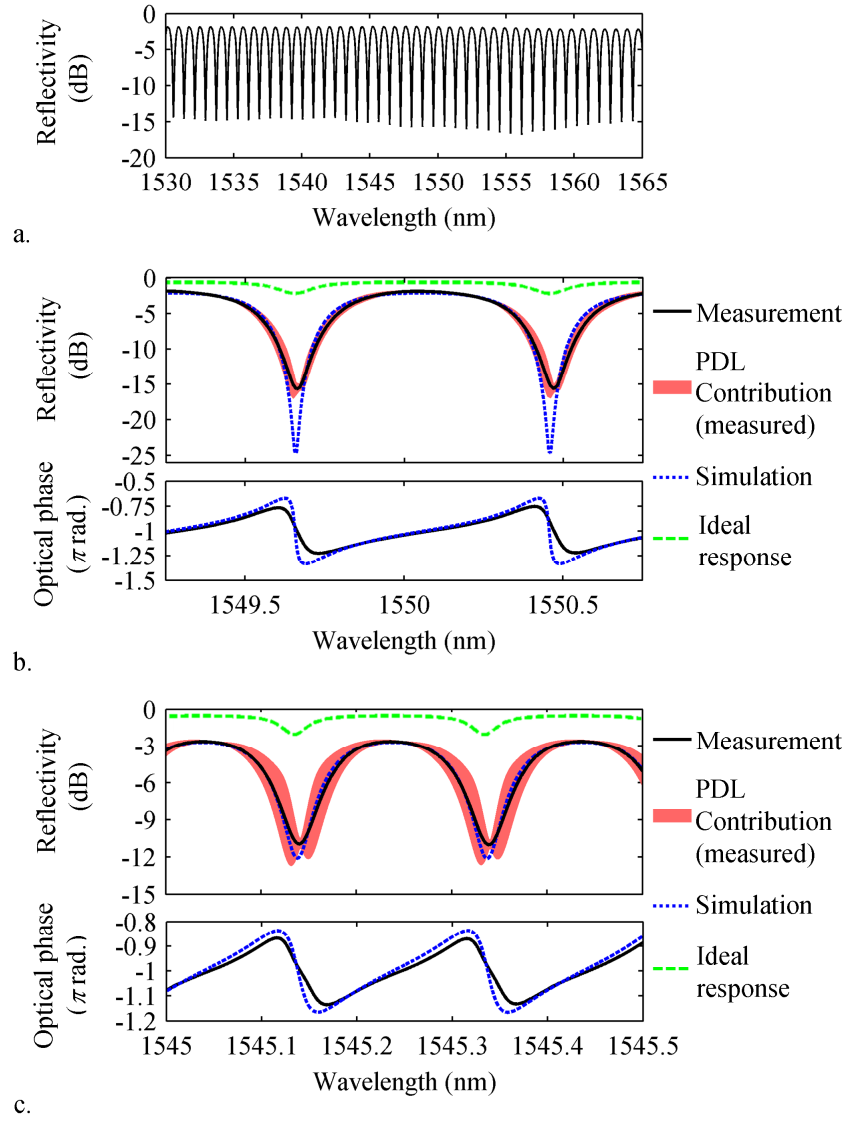 0
-5
-10
-15
-20
Reflectivity
(dB)
1530 1535 1540 1545 1550 1555 1560 1565
Wavelength (nm)
a.
0
-5
-10
-15
-20
-25
Reflectivity
(dB)
Measurement
PDL
Contribution
(measured)
Simulation
Ideal
response
-0.5
-0.75
-1
-1.25
-1.5
Optical phase
(π rad.)
1549.5 1550 1550.5
Wavelength (nm)
b.
0
-3
-6
-9
-12
-15
Reflectivity
(dB)
Measurement
PDL
Contribution
(measured)
Simulation
Ideal
response
-0.8
-0.9
-1
-1.1
-1.2
Optical phase
(π rad.)
1545 1545.1 1545.2 1545.3 1545.4 1545.5
Wavelength (nm)
c.